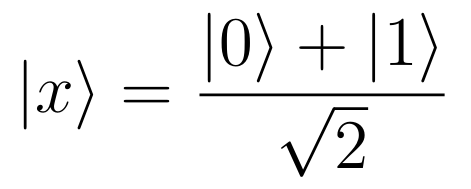 |x⟩ = (|0⟩ + |1⟩)/√2